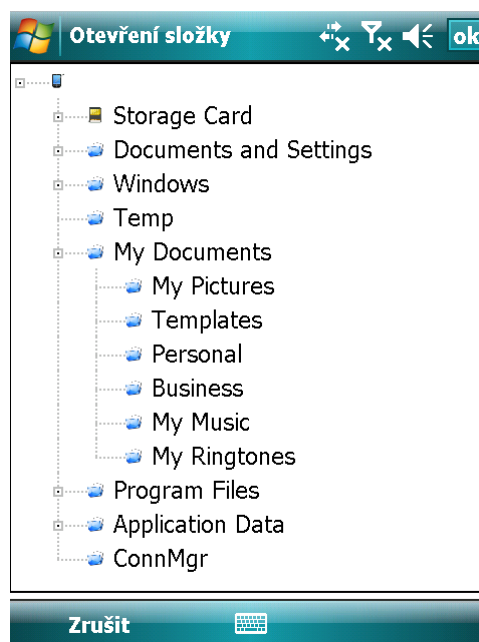 Otevření složky ok
Storage Card
Documents and Settings
Windows
Temp
My Documents
My Pictures
Templates
Personal
Business
My Music
My Ringtones
Program Files
Application Data
ConnMgr
Zrušit